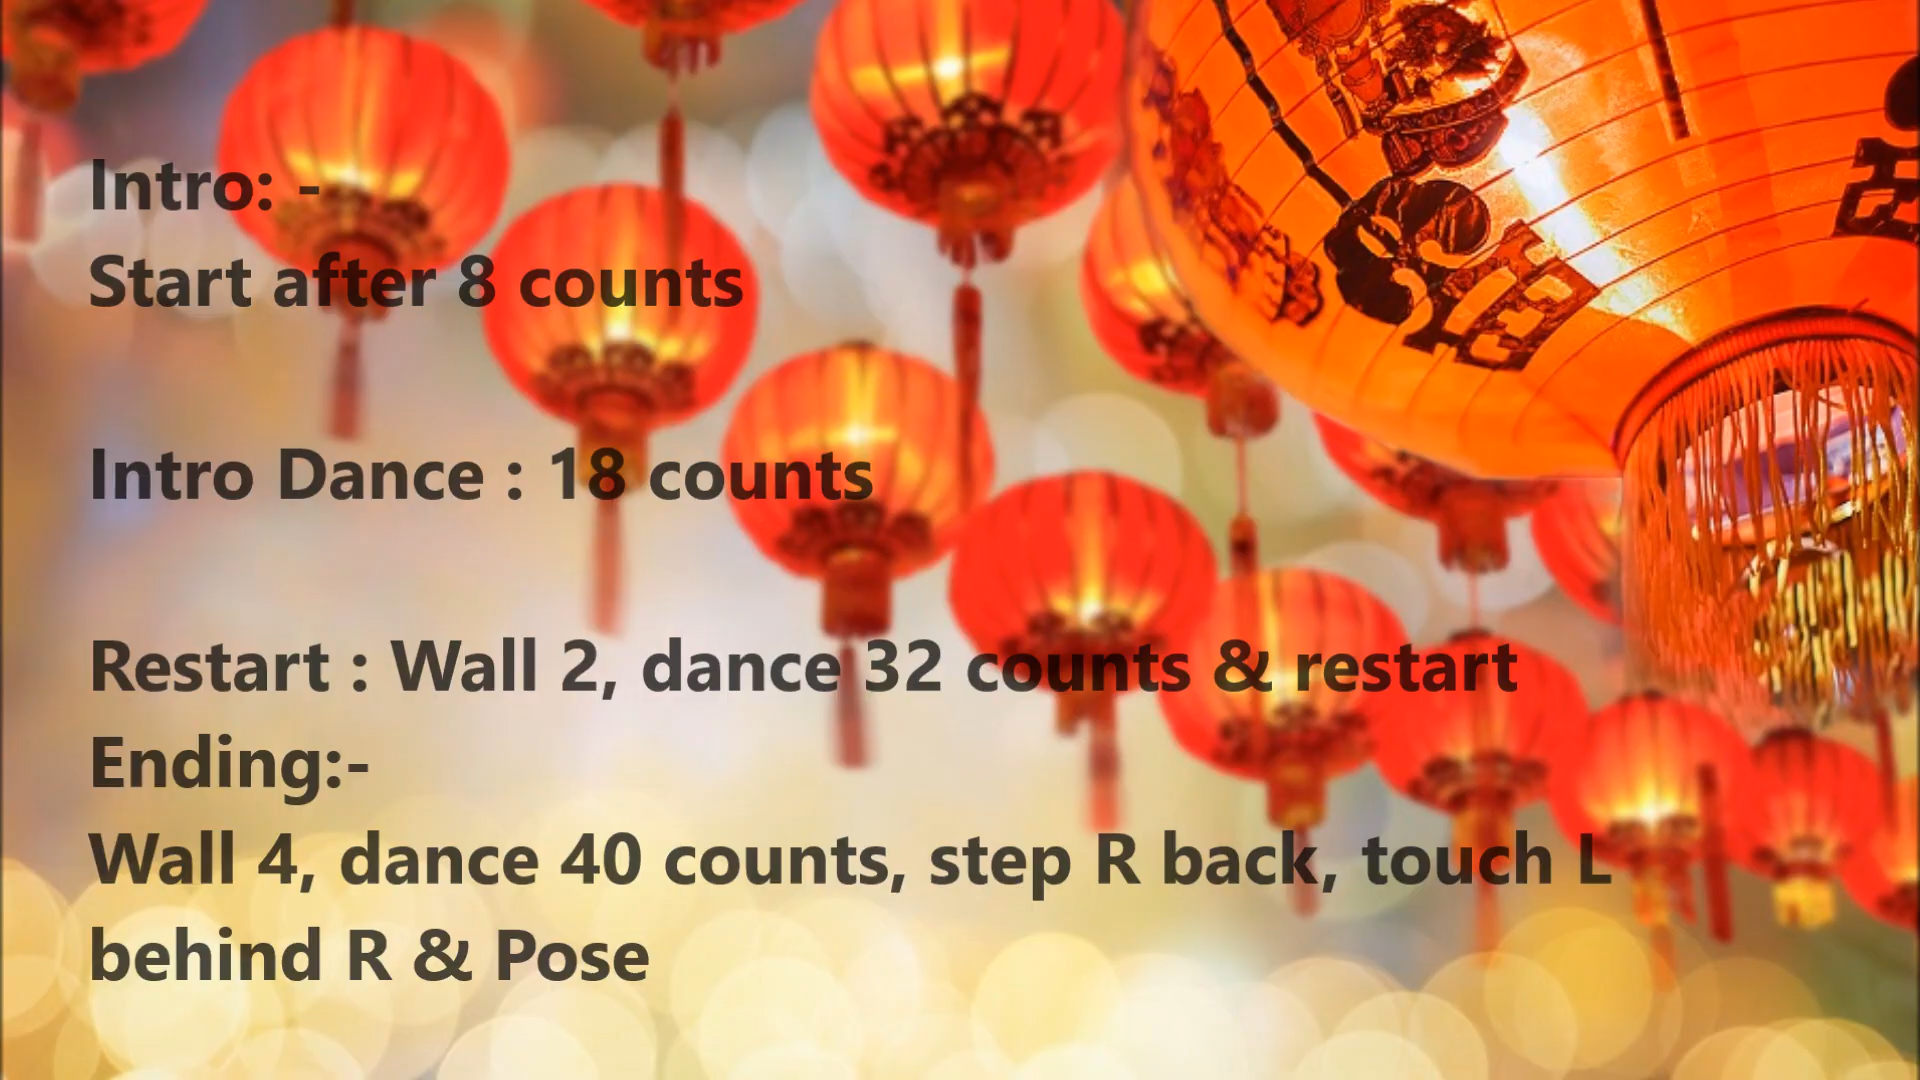 Intro: -
Start after 8 counts
Intro Dance : 18 counts
Restart : Wall 2, dance 32 counts & restart
Ending:-
Wall 4, dance 40 counts, step R back, touch L
behind R & Pose